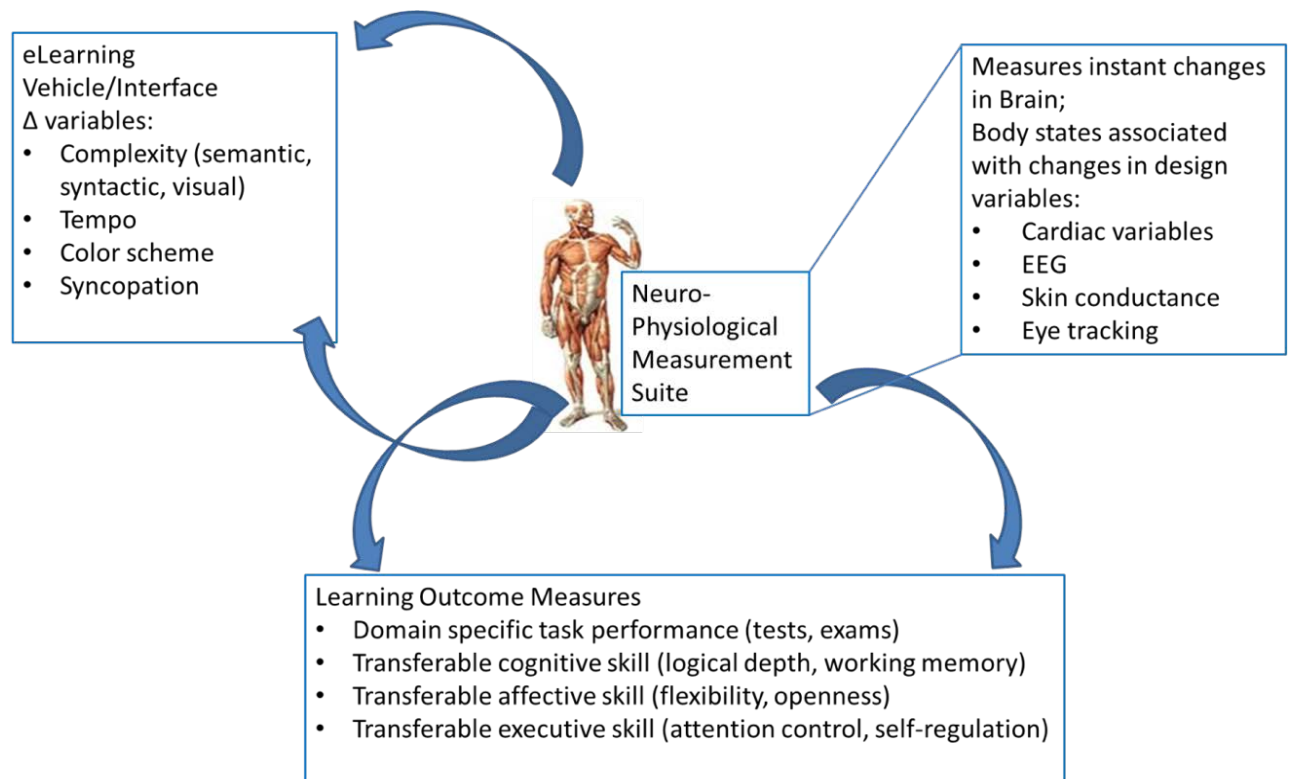 eLearning
Vehicle/Interface
Δ variables:
• Complexity (semantic,
syntactic, visual)
• Tempo
• Color scheme
• Syncopation
Neuro-
Physiological
Measurement
Suite
Measures instant changes
in Brain;
Body states associated
with changes in design
variables:
• Cardiac variables
• EEG
• Skin conductance
• Eye tracking
Learning Outcome Measures
• Domain specific task performance (tests, exams)
• Transferable cognitive skill (logical depth, working memory)
• Transferable affective skill (flexibility, openness)
• Transferable executive skill (attention control, self-regulation)